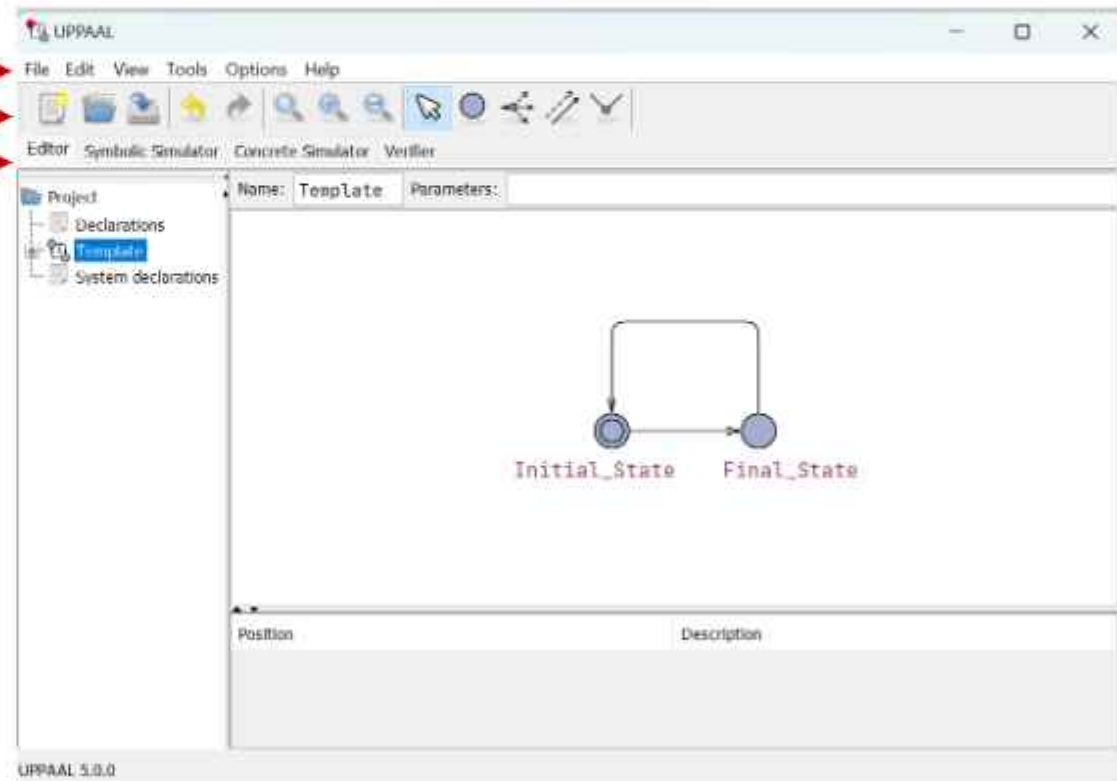 UPPAAL
File Edit View Tools Options Help
Editor Symbolic Simulator Concrete Simulator Verifier
Project
Declarations
Template
System declarations
Name: Template Parameters:
Initial_State Final_State
Position Description
UPPAAL 5.0.0